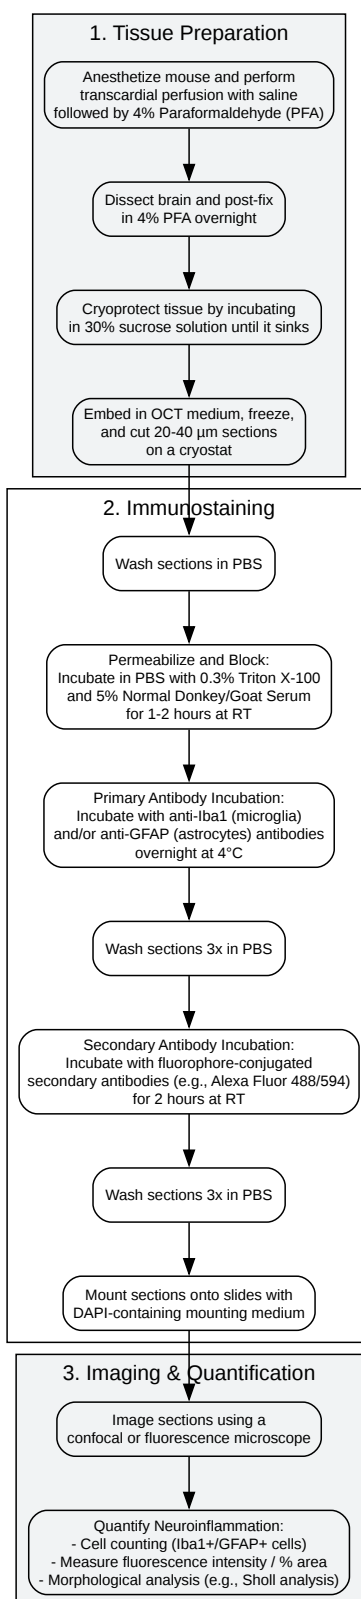 1. Tissue Preparation
Anesthetize mouse and perform
transcardial perfusion with saline
followed by 4% Paraformaldehyde (PFA)
Dissect brain and post-fix
in 4% PFA overnight
Cryoprotect tissue by incubating
in 30% sucrose solution until it sinks
Embed in OCT medium, freeze,
and cut 20-40 µm sections
on a cryostat
2. Immunostaining
Wash sections in PBS
Permeabilize and Block:
Incubate in PBS with 0.3% Triton X-100
and 5% Normal Donkey/Goat Serum
for 1-2 hours at RT
Primary Antibody Incubation:
Incubate with anti-Iba1 (microglia)
and/or anti-GFAP (astrocytes) antibodies
overnight at 4°C
Wash sections 3x in PBS
Secondary Antibody Incubation:
Incubate with fluorophore-conjugated
secondary antibodies (e.g., Alexa Fluor 488/594)
for 2 hours at RT
Wash sections 3x in PBS
Mount sections onto slides with
DAPI-containing mounting medium
3. Imaging & Quantification
Image sections using a
confocal or fluorescence microscope
Quantify Neuroinflammation:
- Cell counting (Iba1+/GFAP+ cells)
- Measure fluorescence intensity / % area
- Morphological analysis (e.g., Sholl analysis)